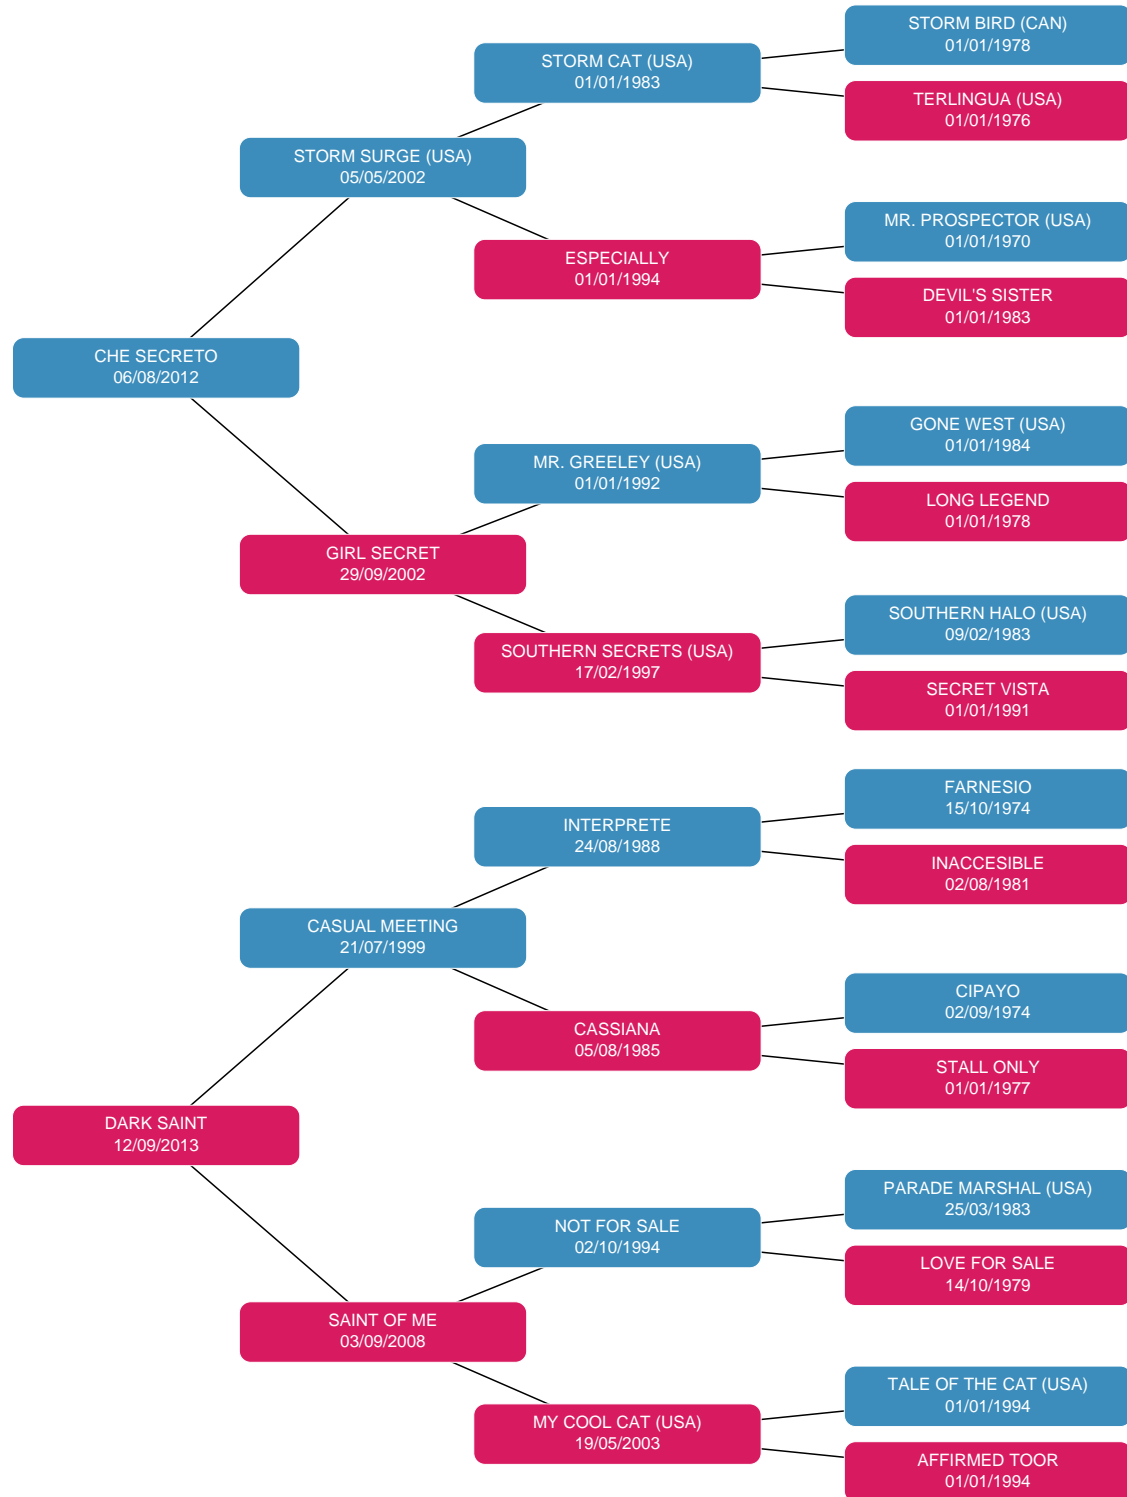 STORM BIRD (CAN)
01/01/1978
STORM CAT (USA)
01/01/1983
TERLINGUA (USA)
01/01/1976
STORM SURGE (USA)
05/05/2002
MR. PROSPECTOR (USA)
01/01/1970
ESPECIALLY
01/01/1994
DEVIL'S SISTER
01/01/1983
CHE SECRETO
06/08/2012
GONE WEST (USA)
01/01/1984
MR. GREELEY (USA)
01/01/1992
LONG LEGEND
01/01/1978
GIRL SECRET
29/09/2002
SOUTHERN HALO (USA)
09/02/1983
SOUTHERN SECRETS (USA)
17/02/1997
SECRET VISTA
01/01/1991
FARNESIO
15/10/1974
INTERPRETE
24/08/1988
INACCESIBLE
02/08/1981
CASUAL MEETING
21/07/1999
CIPAYO
02/09/1974
CASSIANA
05/08/1985
STALL ONLY
01/01/1977
DARK SAINT
12/09/2013
PARADE MARSHAL (USA)
25/03/1983
NOT FOR SALE
02/10/1994
LOVE FOR SALE
14/10/1979
SAINT OF ME
03/09/2008
TALE OF THE CAT (USA)
01/01/1994
MY COOL CAT (USA)
19/05/2003
AFFIRMED TOOR
01/01/1994